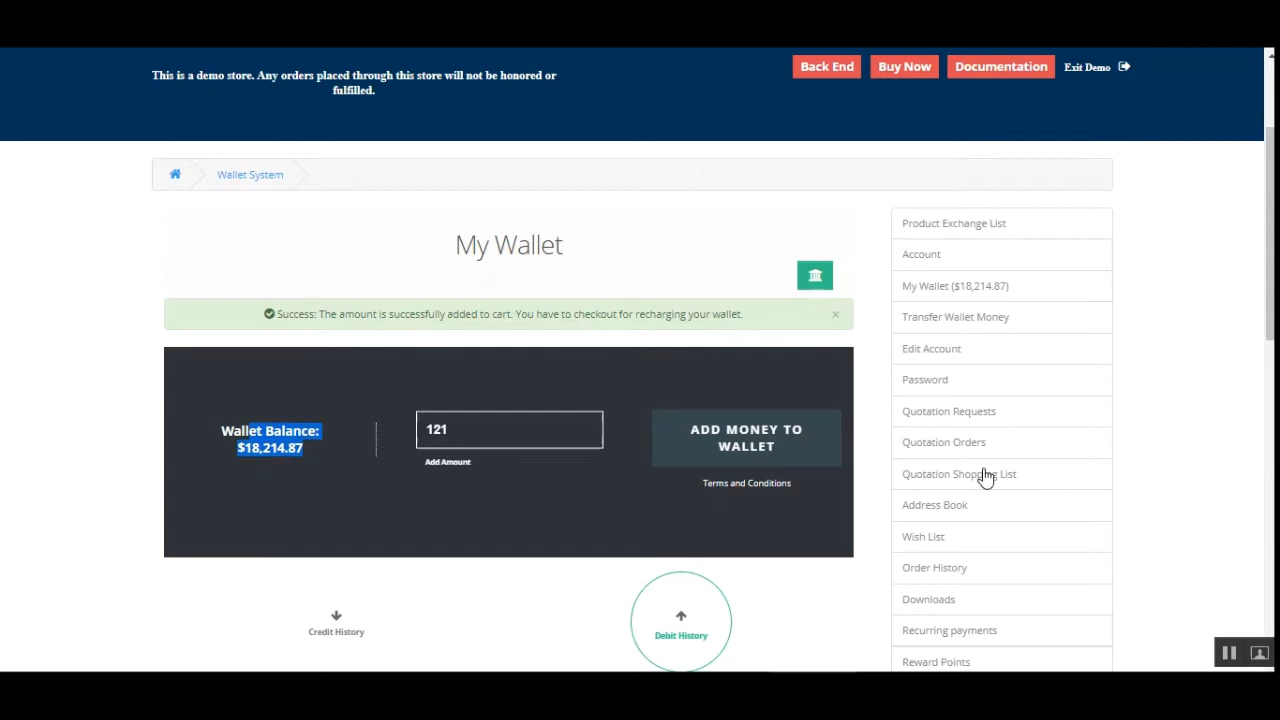 This is a demo store. Any orders placed through this store will not be honored or
fulfilled.
Back End
Buy Now
Documentation
Exit Demo
Wallet System
My Wallet
Success: The amount is successfully added to cart. You have to checkout for recharging your wallet.
×
Wallet Balance:
$18,214.87
121
Add Amount
ADD MONEY TO
WALLET
Terms and Conditions
Credit History
Debit History
Product Exchange List
Account
My Wallet ($18,214.87)
Transfer Wallet Money
Edit Account
Password
Quotation Requests
Quotation Orders
Quotation Shopping List
Address Book
Wish List
Order History
Downloads
Recurring payments
Reward Points